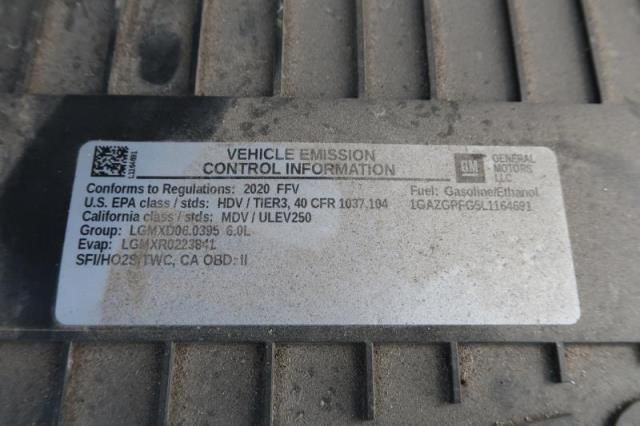 L1164691
VEHICLE EMISSION
CONTROL INFORMATION
GM
GENERAL
MOTORS
LLC
Conforms to Regulations: 2020 FFV
Fuel: Gasoline/Ethanol
U.S. EPA class / stds: HDV / TIER3, 40 CFR 1037.104
1GAZGPFG5L1164691
California class / stds: MDV / ULEV250
Group: LGMXD06.0395 6.0L
Evap: LGMXR0223841
SFI/HO2S/TWC, CA OBD: II